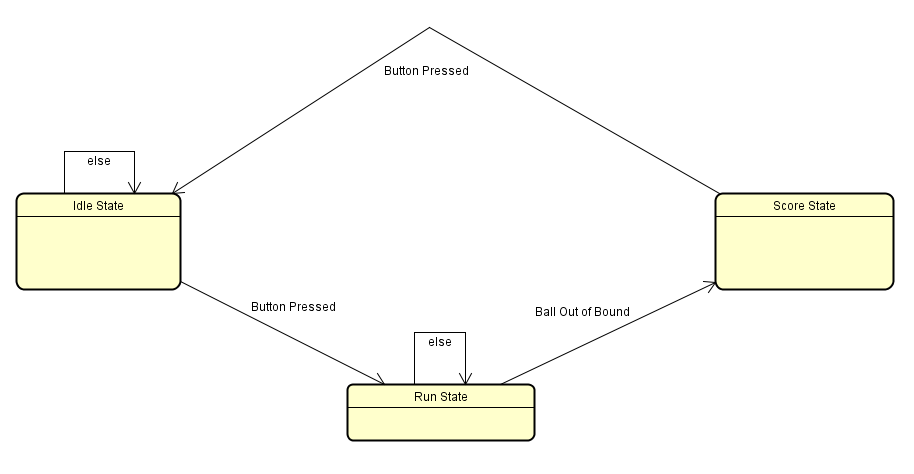 Button Pressed
else
Idle State
Score State
Button Pressed
Ball Out of Bound
else
Run State